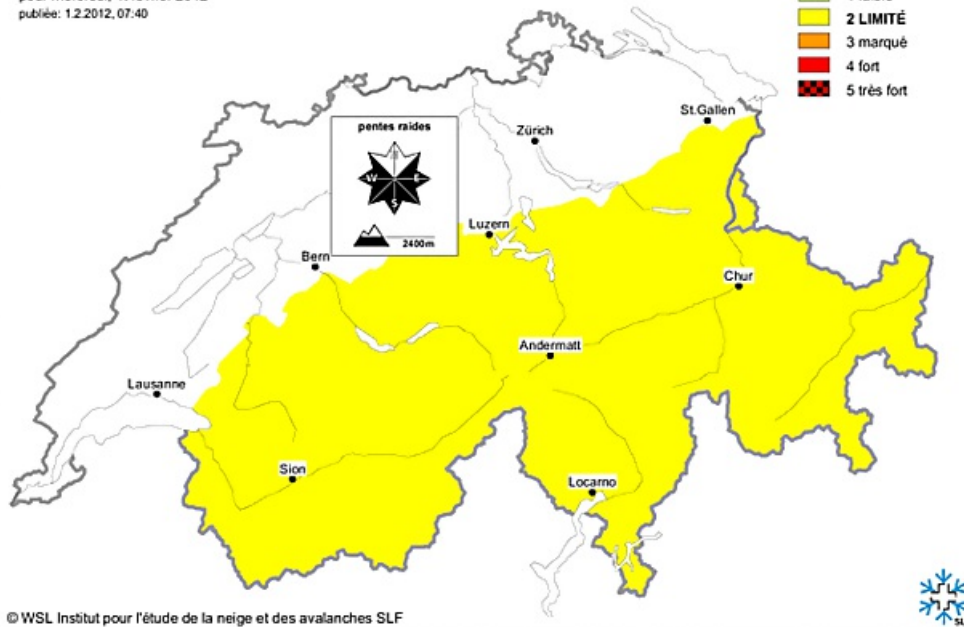 publiée: 1.2.2012, 07:40
2 LIMITÉ
3 marqué
4 fort
5 très fort
St.Gallen
pentes raides
Zürich
W
E
S
2400m
Luzern
Bern
Chur
Andermatt
Lausanne
Sion
Locarno
© WSL Institut pour l'étude de la neige et des avalanches SLF
SLF